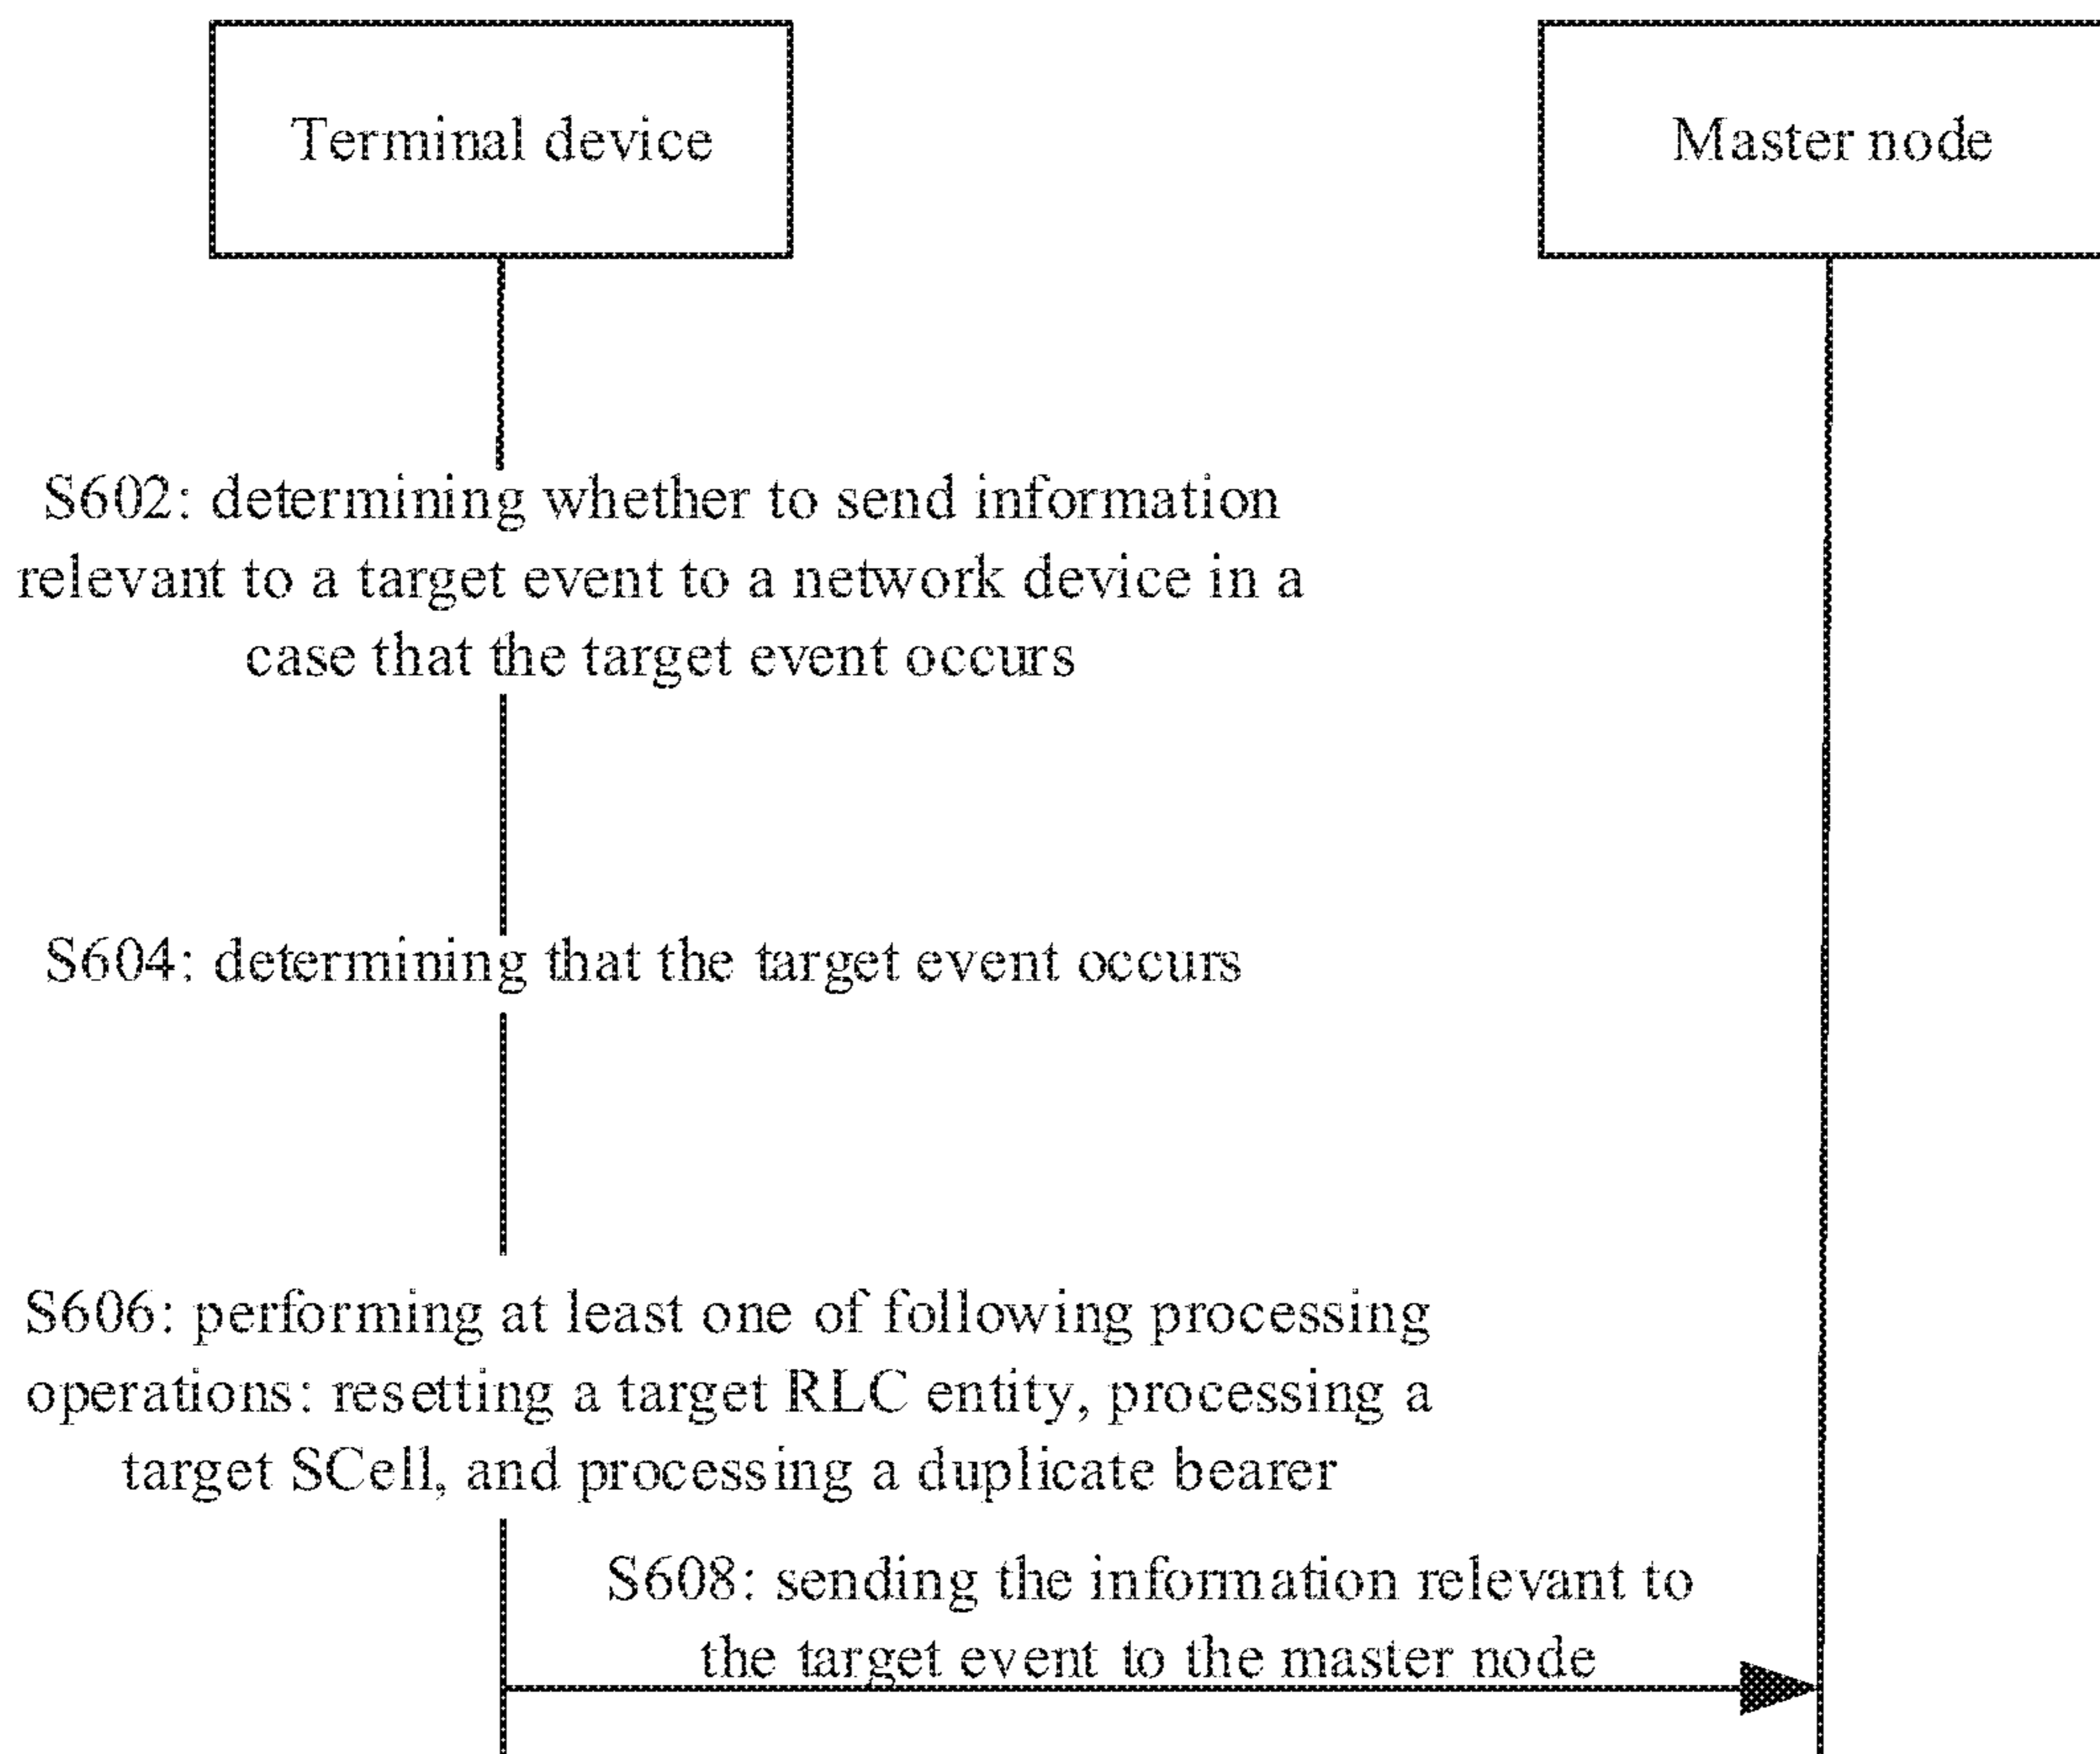 Terminal device
Master node
S602: determining whether to send information
relevant to a target event to a network device in a
case that the target event occurs
S604: determining that the target event occurs
S606: performing at least one of following processing
operations: resetting a target RLC entity, processing a
target SCell, and processing a duplicate bearer
S608: sending the information relevant to
the target event to the master node